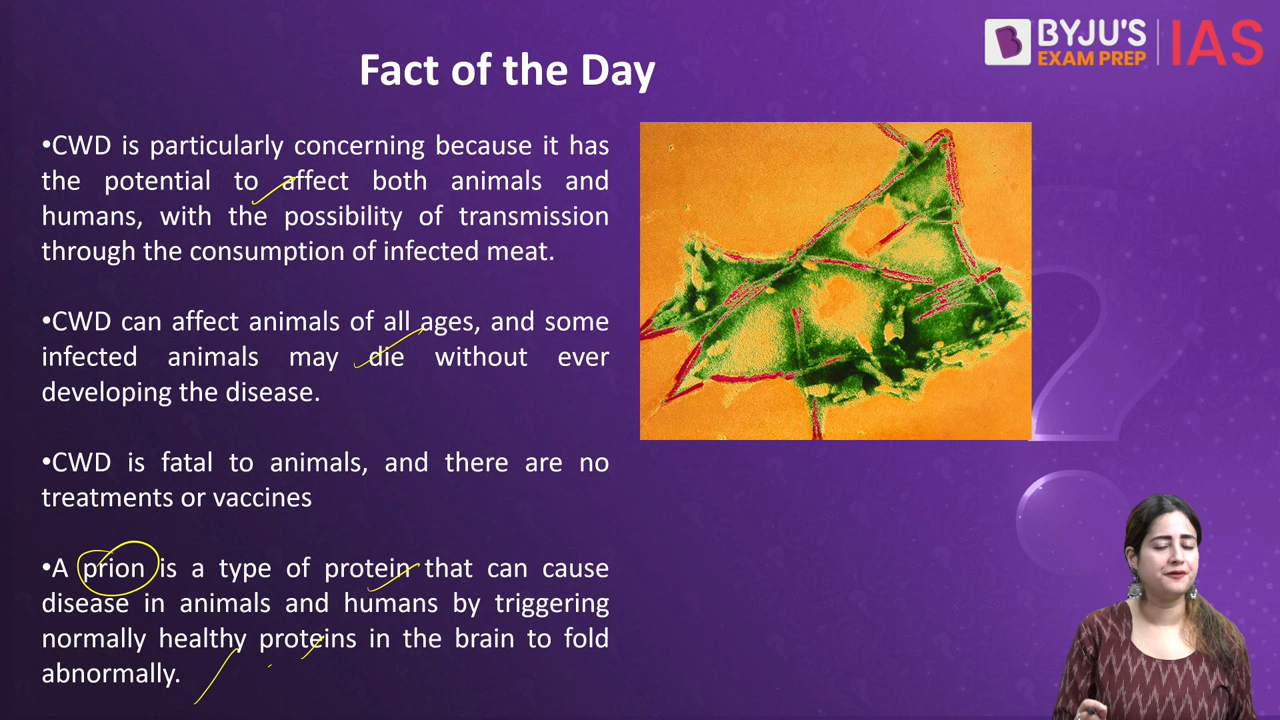 BYJU'S
EXAM PREP
IAS
Fact of the Day
•CWD is particularly concerning because it has
the potential to affect both animals and
humans, with the possibility of transmission
through the consumption of infected meat.
•CWD can affect animals of all ages, and some
infected animals may die without ever
developing the disease.
•CWD is fatal to animals, and there are no
treatments or vaccines
•A prion is a type of protein that can cause
disease in animals and humans by triggering
normally healthy proteins in the brain to fold
abnormally.